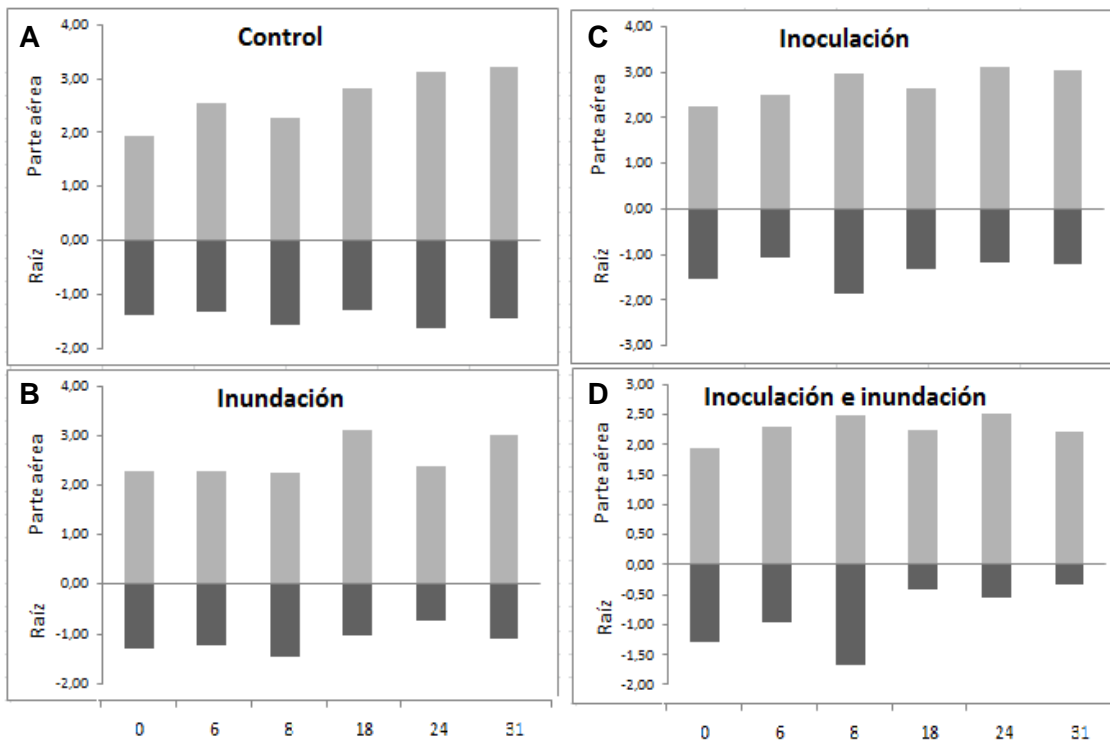 A
Control
4,00
3,00
2,00
1,00
0,00
-1,00
-2,00
Parte aérea
Raíz
B
Inundación
4,00
3,00
2,00
1,00
0,00
-1,00
-2,00
Parte aérea
Raíz
0 6 8 18 24 31
C
Inoculación
4,00
3,00
2,00
1,00
0,00
-1,00
-2,00
-3,00
Parte aérea
Raíz
D
Inoculación e inundación
3,00
2,50
2,00
1,50
1,00
0,50
0,00
-0,50
-1,00
-1,50
-2,00
Parte aérea
Raíz
0 6 8 18 24 31